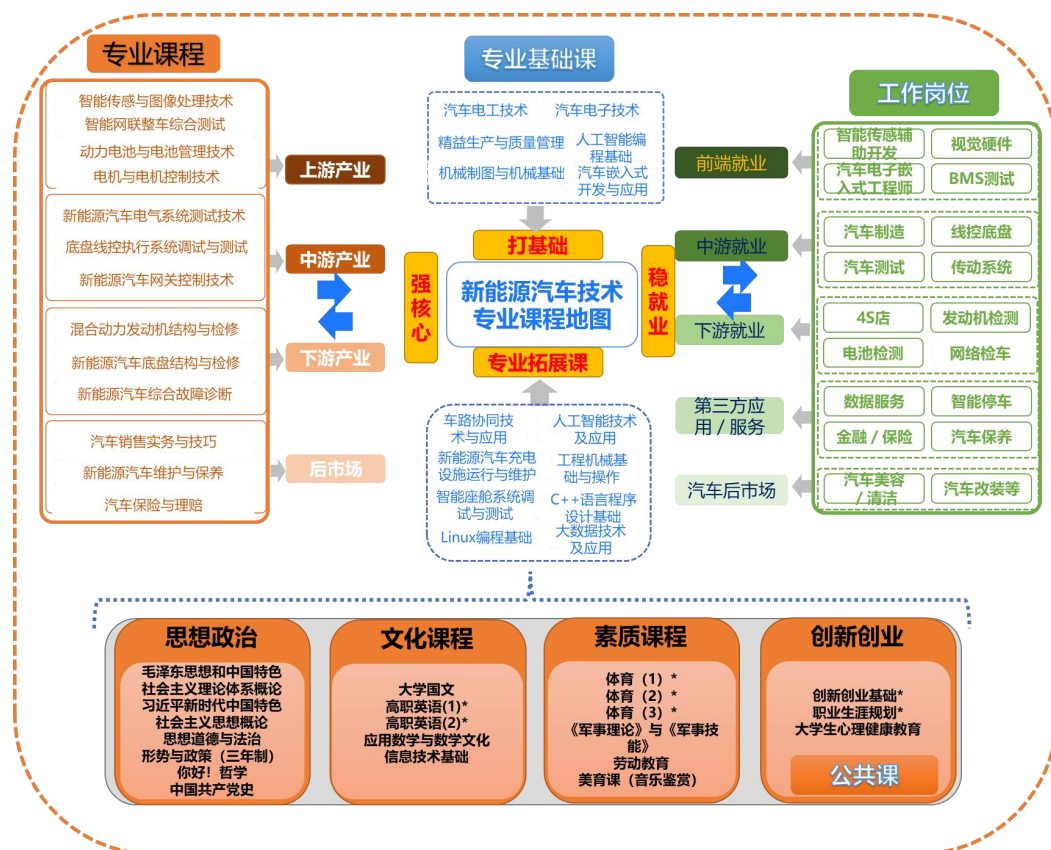 专业课程
智能传感与图像处理技术
智能网联整车综合测试
动力电池与电池管理技术
电机与电机控制技术
新能源汽车电气系统测试技术
底盘线控执行系统调试与测试
新能源汽车网关控制技术
混合动力发动机结构与检修
新能源汽车底盘结构与检修
新能源汽车综合故障诊断
汽车销售实务与技巧
新能源汽车维护与保养
汽车保险与理赔
上游产业
中游产业
下游产业
后市场
专业基础课
汽车电工技术
汽车电子技术
精益生产与质量管理
人工智能编
程基础
机械制图与机械基础
汽车嵌入式
开发与应用
打基础
强核心
新能源汽车技术
专业课程地图
稳就业
专业拓展课
车路协同技
术与应用
人工智能技术
及应用
新能源汽车充电
设施运行与维护
工程机械基
础与操作
智能座舱系统调
试与测试
C++语言程序
设计基础
Linux编程基础
大数据技术
及应用
前端就业
中游就业
下游就业
第三方应
用 / 服务
汽车后市场
工作岗位
智能传感辅
助开发
视觉硬件
汽车电子嵌
入式工程师
BMS测试
汽车制造
线控底盘
汽车测试
传动系统
4S店
发动机检测
电池检测
网络检车
数据服务
智能停车
金融 / 保险
汽车保养
汽车美容
/ 清洁
汽车改装等
思想政治
毛泽东思想和中国特色
社会主义理论体系概论
习近平新时代中国特色
社会主义思想概论
思想道德与法治
形势与政策（三年制）
你好！哲学
中国共产党史
文化课程
大学国文
高职英语(1)*
高职英语(2)*
应用数学与数学文化
信息技术基础
素质课程
体育（1）*
体育（2）*
体育（3）*
《军事理论》与《军事技
能》
劳动教育
美育课（音乐鉴赏）
创新创业
创新创业基础*
职业生涯规划*
大学生心理健康教育
公共课